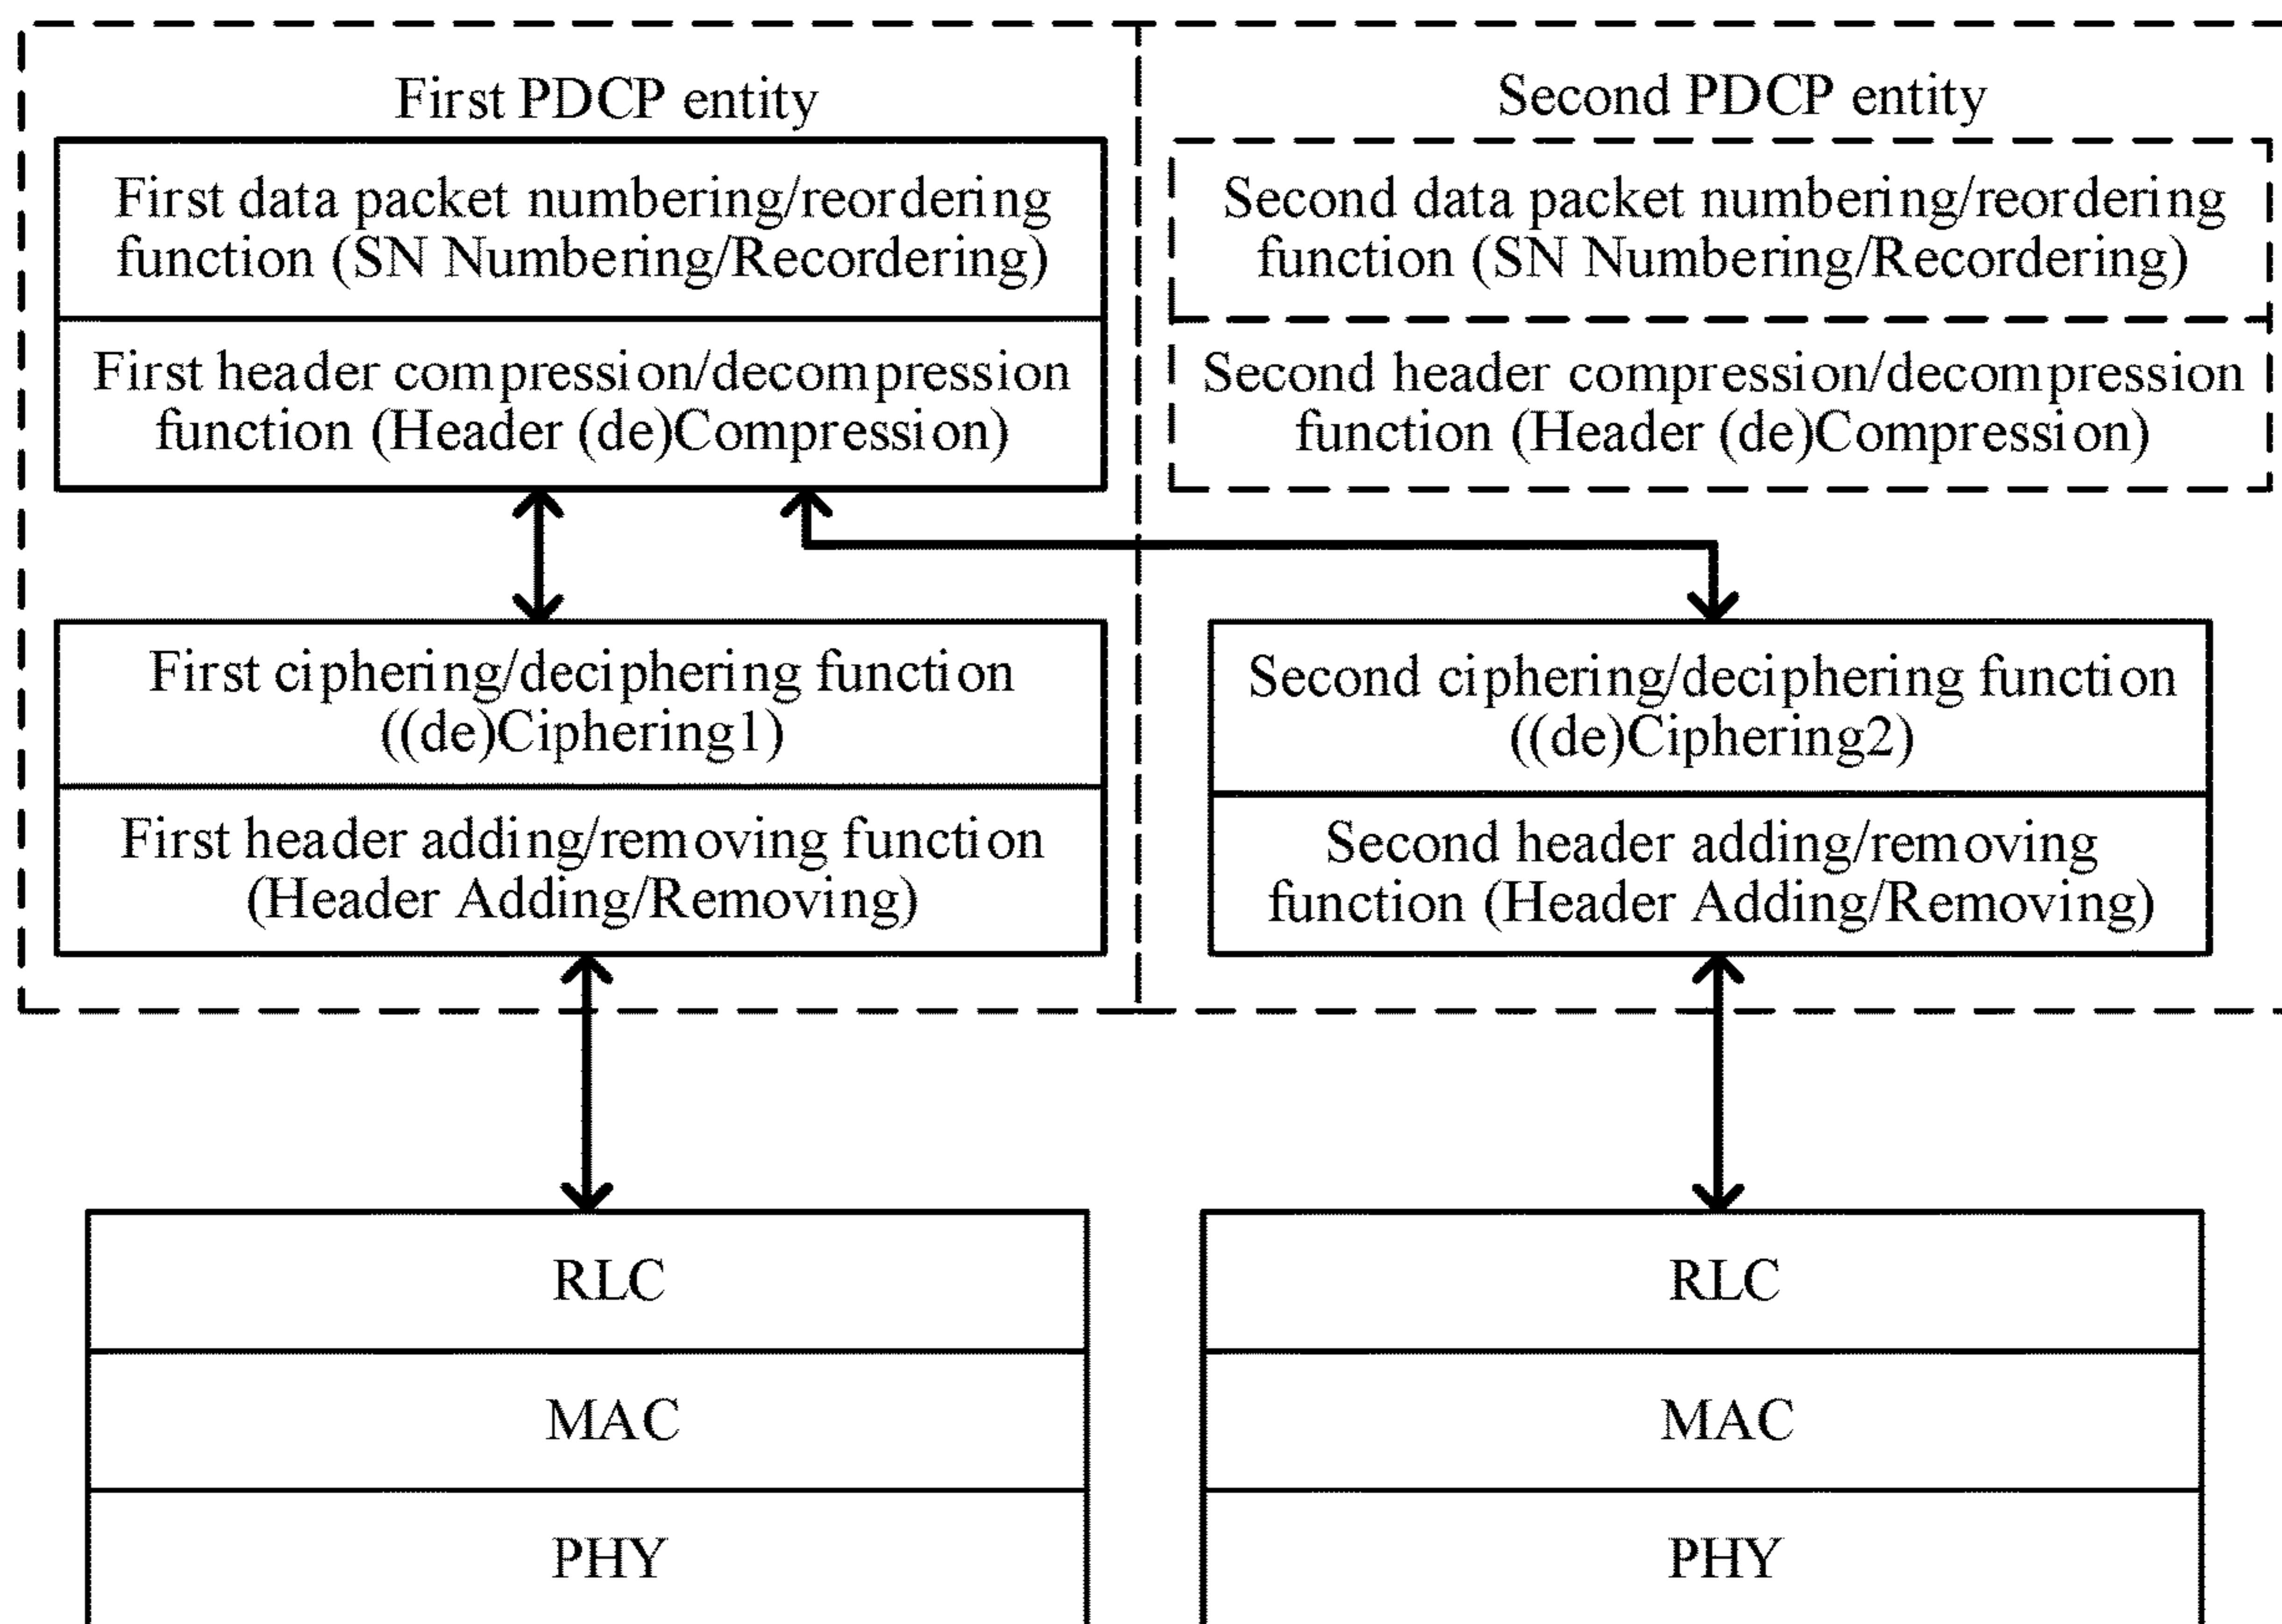 First PDCP entity
First data packet numbering/reordering
function (SN Numbering/Recordering)
First header compression/decompression
function (Header (de)Compression)
First ciphering/deciphering function
((de)Ciphering1)
First header adding/removing function
(Header Adding/Removing)
RLC
MAC
PHY
Second PDCP entity
Second data packet numbering/reordering
function (SN Numbering/Recordering)
Second header compression/decompression
function (Header (de)Compression)
Second ciphering/deciphering function
((de)Ciphering2)
Second header adding/removing
function (Header Adding/Removing)
RLC
MAC
PHY